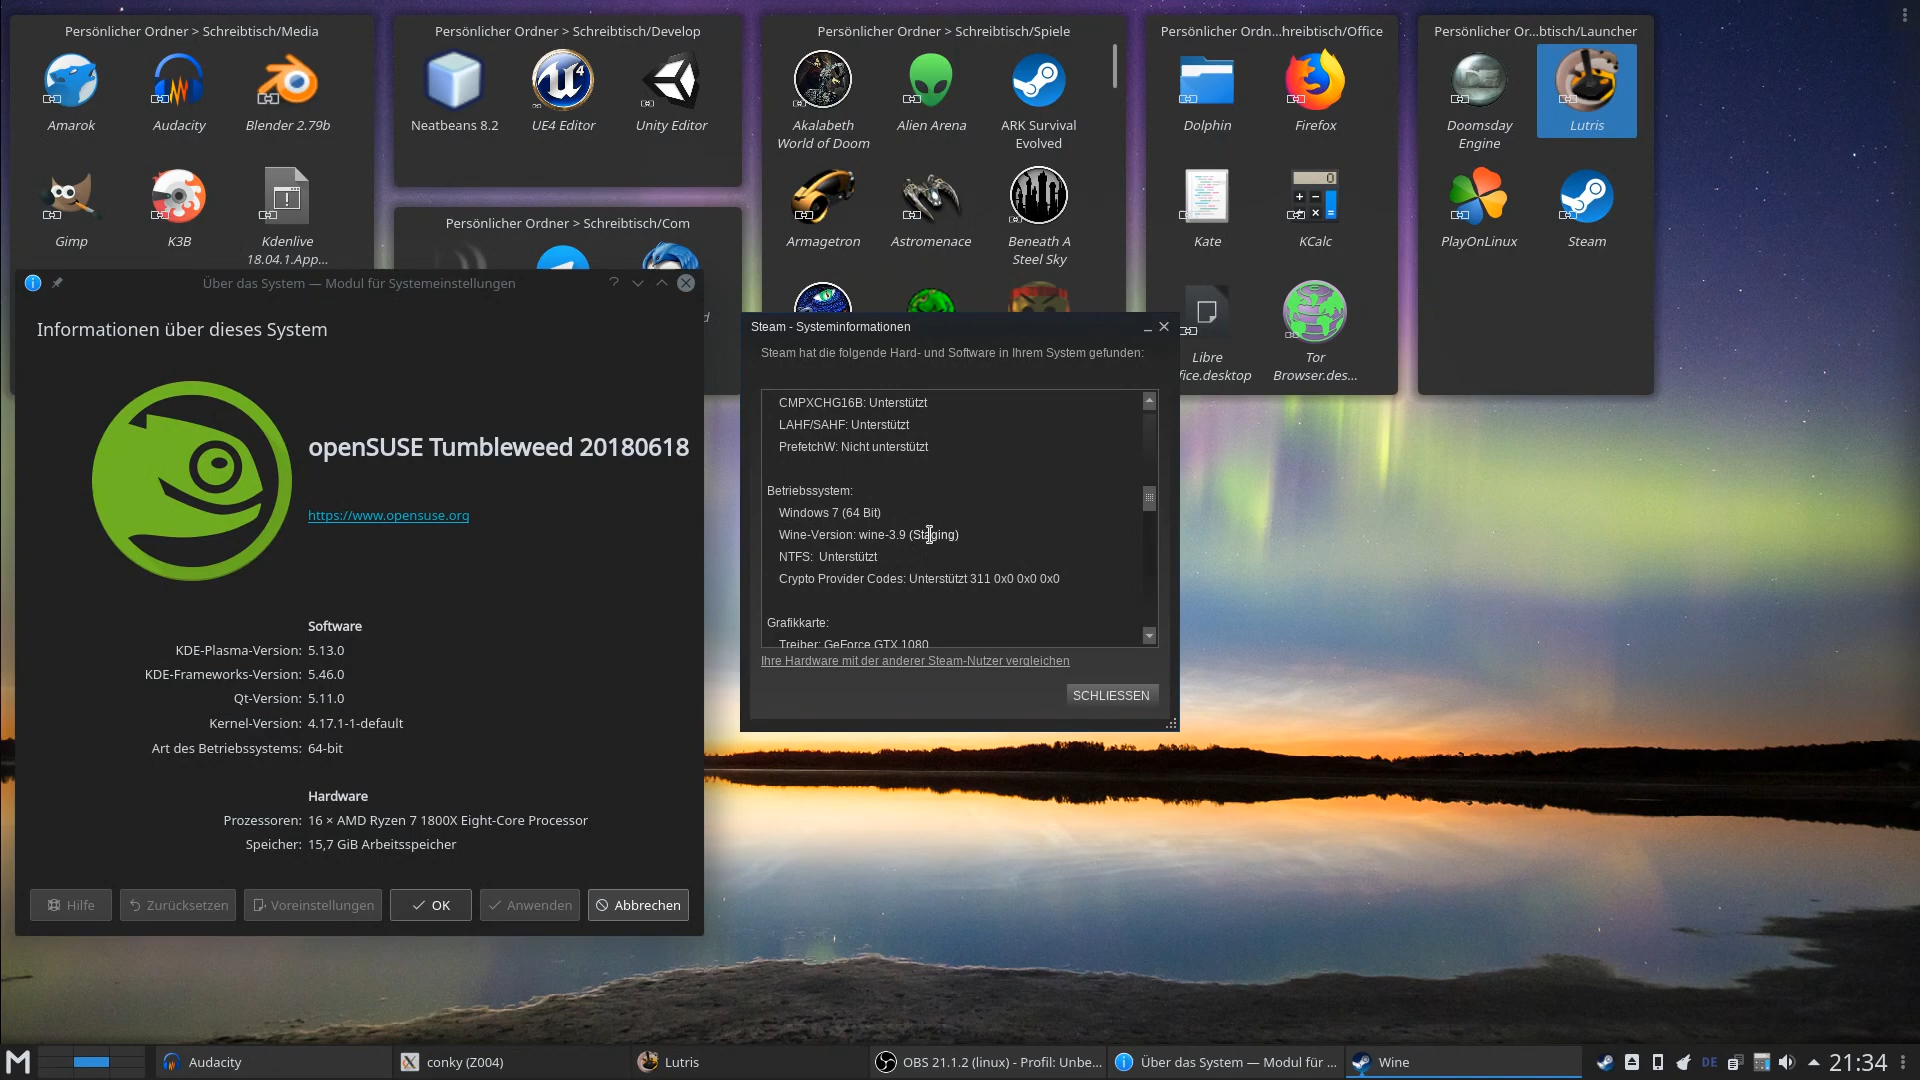 Persönlicher Ordner > Schreibtisch/Media
Amarok
Audacity
Blender 2.79b
Gimp
K3B
Kdenlive
18.04.1.App...
Persönlicher Ordner > Schreibtisch/Develop
Neatbeans 8.2
UE4 Editor
Unity Editor
Persönlicher Ordner > Schreibtisch/Com
d
Persönlicher Ordner > Schreibtisch/Spiele
Akalabeth
World of Doom
Alien Arena
ARK Survival
Evolved
Armagetron
Astromenace
Beneath A
Steel Sky
Persönlicher Ordn...hreibtisch/Office
Dolphin
Firefox
Kate
KCalc
Libre
fice.desktop
Tor
Browser.des...
Persönlicher Or...btisch/Launcher
Doomsday
Engine
Lutris
PlayOnLinux
Steam
Über das System — Modul für Systemeinstellungen
Informationen über dieses System
openSUSE Tumbleweed 20180618
https://www.opensuse.org
Software
KDE-Plasma-Version: 5.13.0
KDE-Frameworks-Version: 5.46.0
Qt-Version: 5.11.0
Kernel-Version: 4.17.1-1-default
Art des Betriebssystems: 64-bit
Hardware
Prozessoren: 16 × AMD Ryzen 7 1800X Eight-Core Processor
Speicher: 15,7 GiB Arbeitsspeicher
Hilfe
Zurücksetzen
Voreinstellungen
OK
Anwenden
Abbrechen
Steam - Systeminformationen
Steam hat die folgende Hard- und Software in Ihrem System gefunden:
CMPXCHG16B: Unterstützt
LAHF/SAHF: Unterstützt
PrefetchW: Nicht unterstützt
Betriebssystem:
Windows 7 (64 Bit)
Wine-Version: wine-3.9 (Staging)
NTFS: Unterstützt
Crypto Provider Codes: Unterstützt 311 0x0 0x0 0x0
Grafikkarte:
Treiber: GeForce GTX 1080
Ihre Hardware mit der anderer Steam-Nutzer vergleichen
SCHLIESSEN
Audacity
conky (Z004)
Lutris
OBS 21.1.2 (linux) - Profil: Unbe...
Über das System — Modul für ...
Wine
DE
21:34